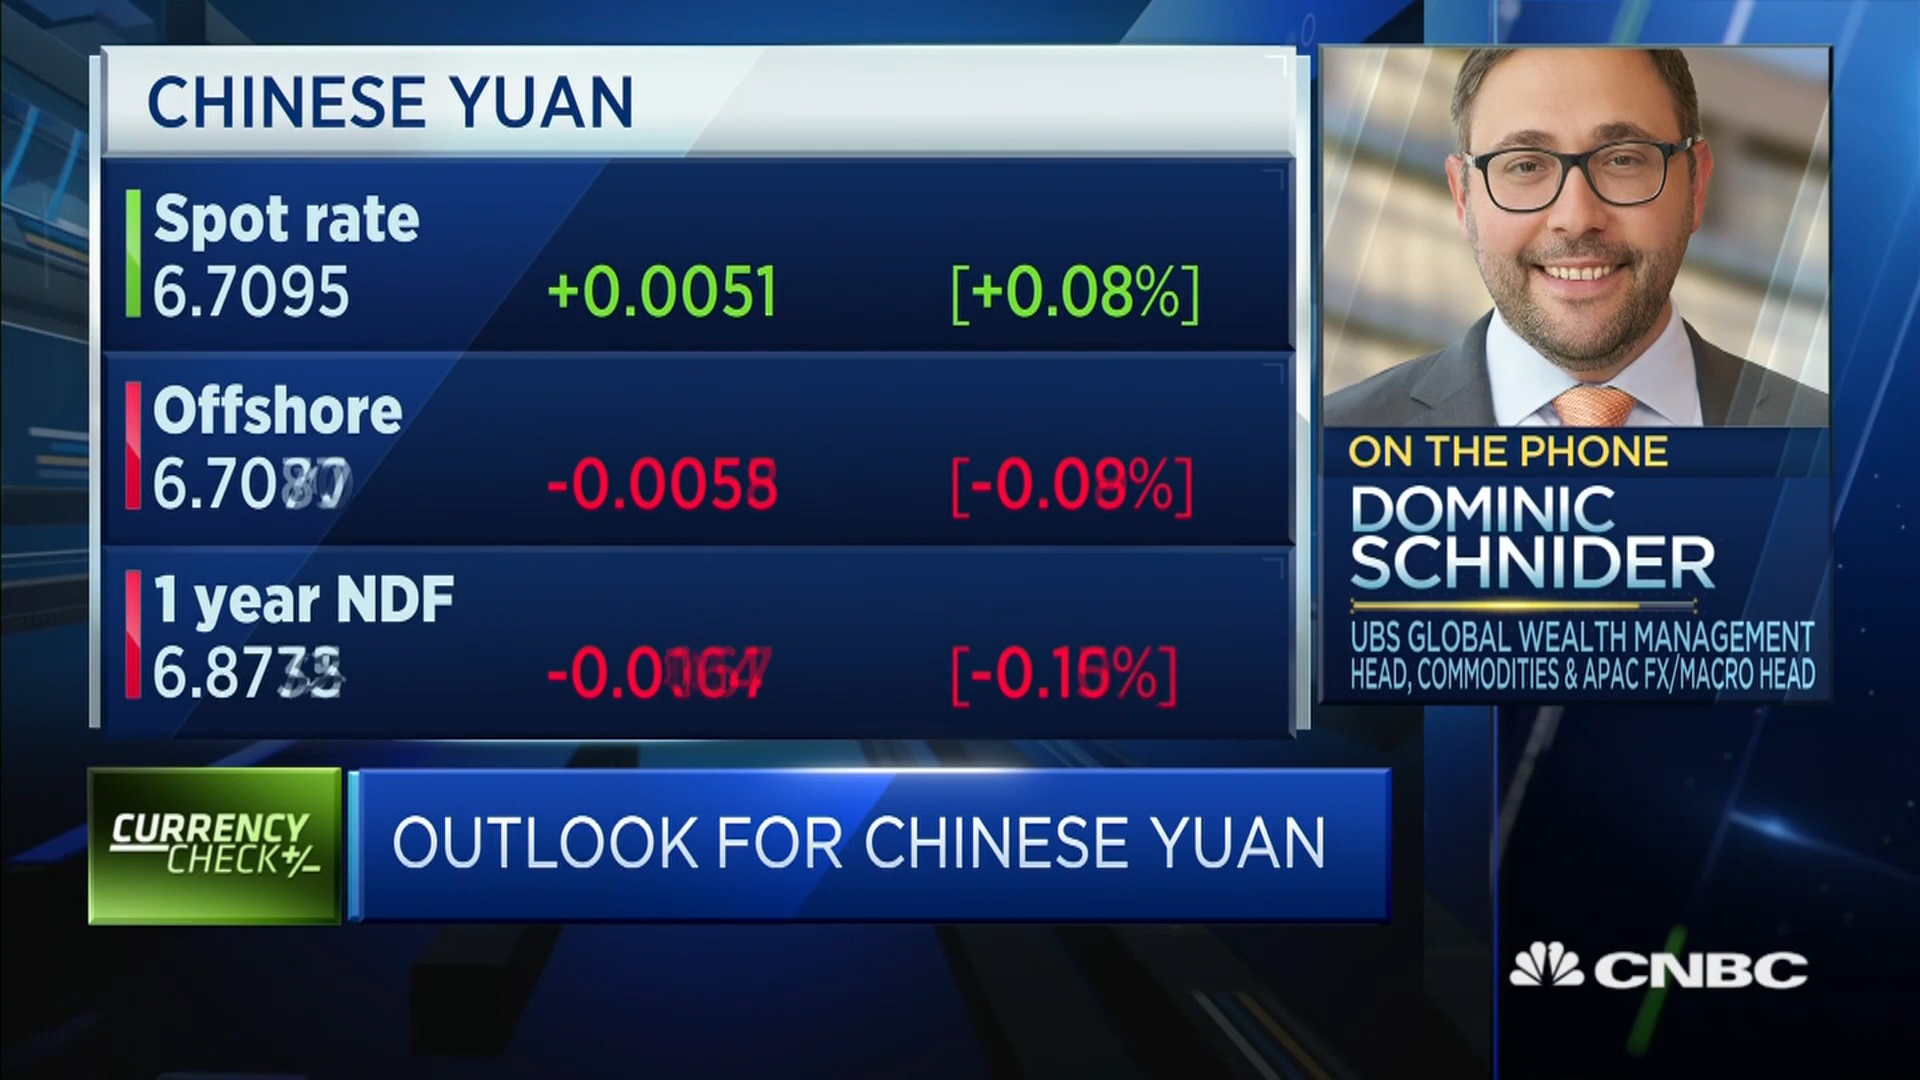 CHINESE YUAN
Spot rate
6.7095 +0.0051 [+0.08%]
Offshore
-0.0058 [-0.08%]
1 year NDF
CURRENCY
CHECK+/-
OUTLOOK FOR CHINESE YUAN
ON THE PHONE
DOMINIC
SCHNIDER
UBS GLOBAL WEALTH MANAGEMENT
HEAD, COMMODITIES & APAC FX/MACRO HEAD
CNBC